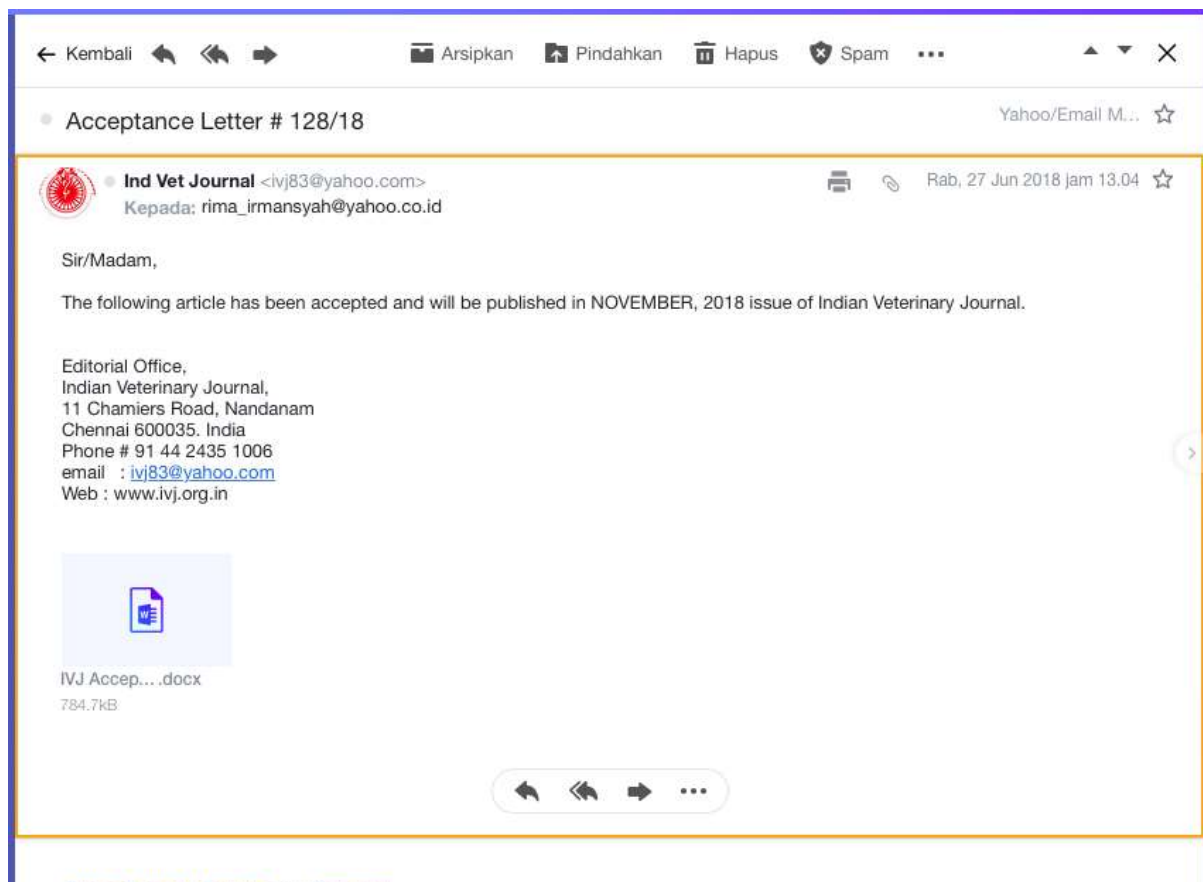 Kembali Arsipkan Pindahkan Hapus Spam
Acceptance Letter # 128/18 Yahoo/Email M...
Ind Vet Journal <ivj83@yahoo.com> Rab, 27 Jun 2018 jam 13.04
Kepada: rima_irmansyah@yahoo.co.id
Sir/Madam,
The following article has been accepted and will be published in NOVEMBER, 2018 issue of Indian Veterinary Journal.
Editorial Office,
Indian Veterinary Journal,
11 Chamiers Road, Nandanam
Chennai 600035. India
Phone # 91 44 2435 1006
email : ivj83@yahoo.com
Web : www.ivj.org.in
IVJ Accep... .docx
784.7kB